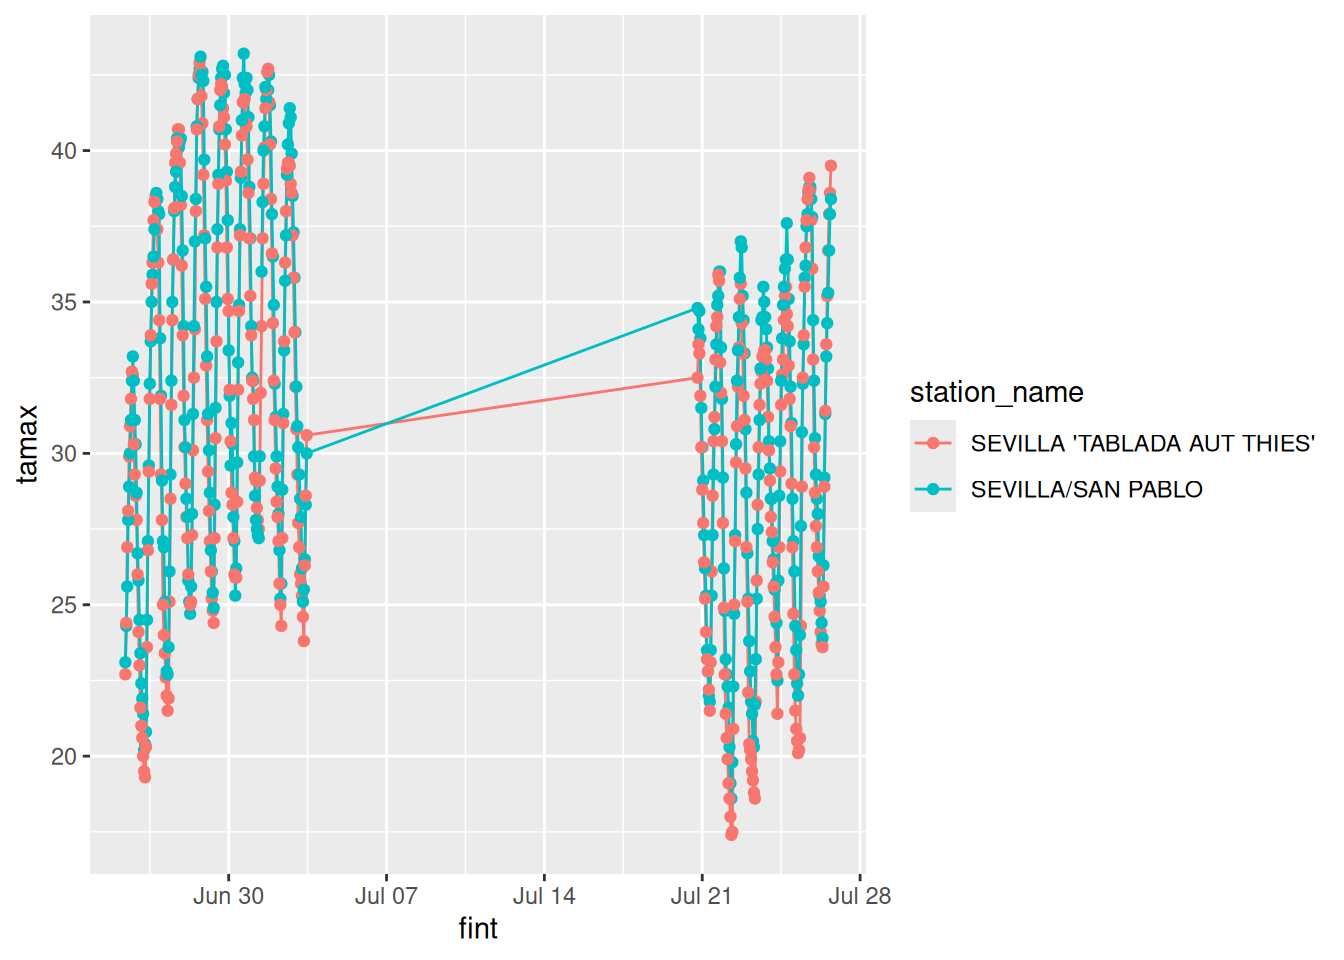 tamax
40
35
30
25
20
Jun 30
Jul 07
Jul 14
Jul 21
Jul 28
fint
station_name
SEVILLA 'TABLADA AUT THIES'
SEVILLA/SAN PABLO